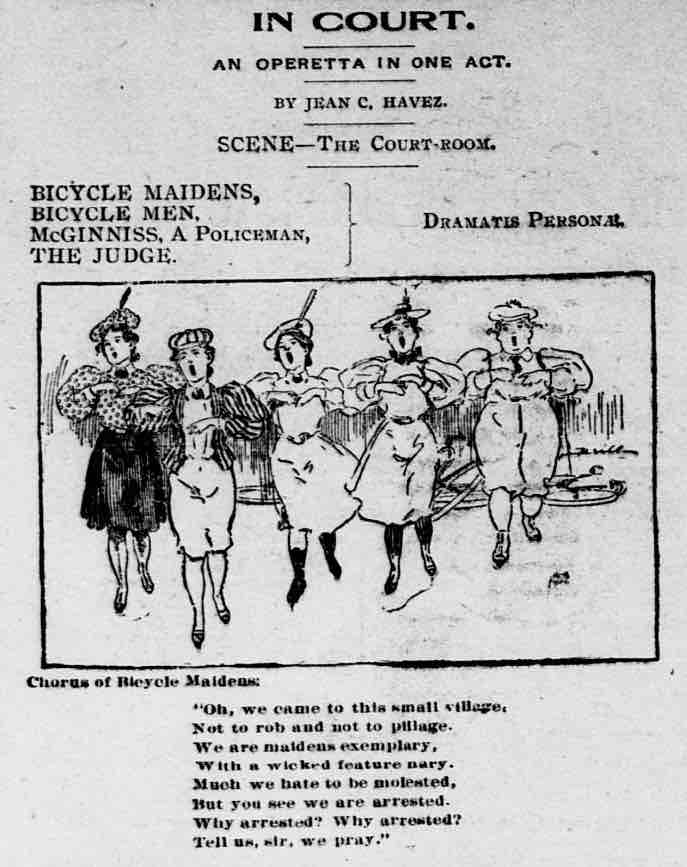 IN COURT.
AN OPERETTA IN ONE ACT.
BY JEAN C. HAVEZ.
SCENE—THE COURT-ROOM.
BICYCLE MAIDENS,
BICYCLE MEN,
MCGINNISS, A POLICEMAN,
THE JUDGE.
DRAMATIS PERSONÆ.
Chorus of Bicycle Maidens:
"Oh, we came to this small village,
Not to rob and not to pillage.
We are maidens exemplary,
With a wicked feature nary.
Much we hate to be molested,
But you see we are arrested.
Why arrested? Why arrested?
Tell us, sir, we pray."